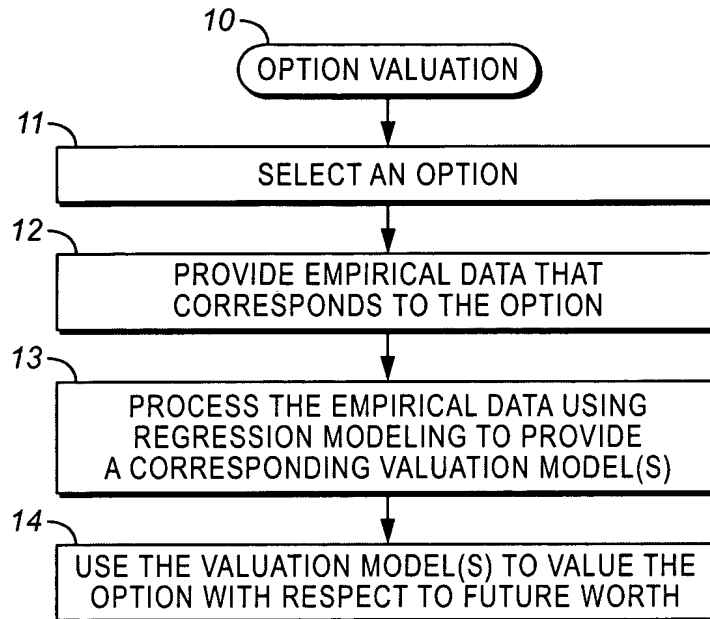 10
OPTION VALUATION
11
SELECT AN OPTION
12
PROVIDE EMPIRICAL DATA THAT
CORRESPONDS TO THE OPTION
13
PROCESS THE EMPIRICAL DATA USING
REGRESSION MODELING TO PROVIDE
A CORRESPONDING VALUATION MODEL(S)
14
USE THE VALUATION MODEL(S) TO VALUE THE
OPTION WITH RESPECT TO FUTURE WORTH